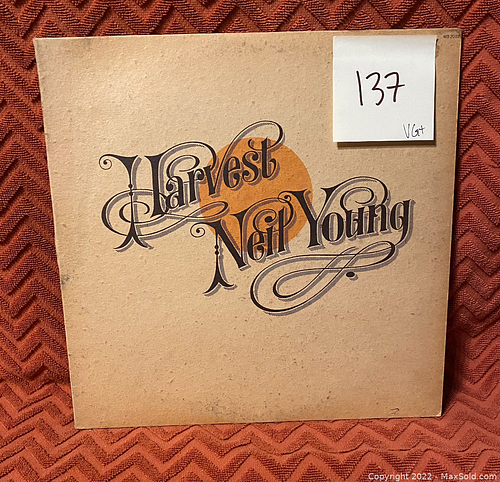 137
VG+
Harvest
Neil Young
Copyright 2022 - MaxSold.com